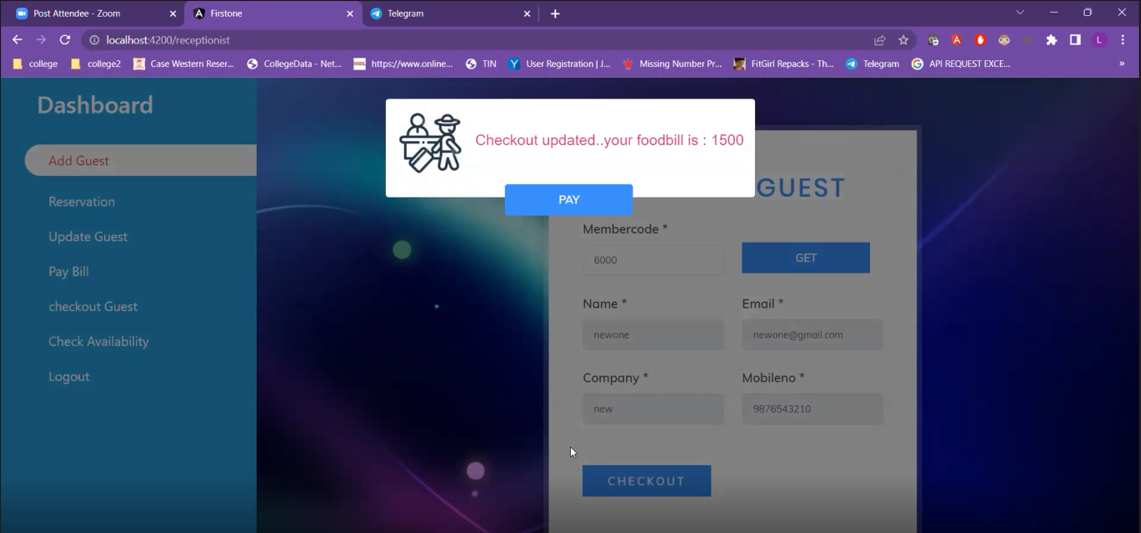 Post Attendee - Zoom
Firstone
Telegram
localhost:4200/receptionist
L
college
college2
Case Western Reser...
CollegeData - Net...
https://www.online...
TIN
User Registration | J...
Missing Number Pr...
FitGirl Repacks - Th...
Telegram
API REQUEST EXCE...
»
Dashboard
Add Guest
Reservation
Update Guest
Pay Bill
checkout Guest
Check Availability
Logout
Checkout updated..your foodbill is : 1500
PAY
GUEST
Membercode *
6000
GET
Name *
Email *
newone
newone@gmail.com
Company *
Mobileno *
new
9876543210
CHECKOUT